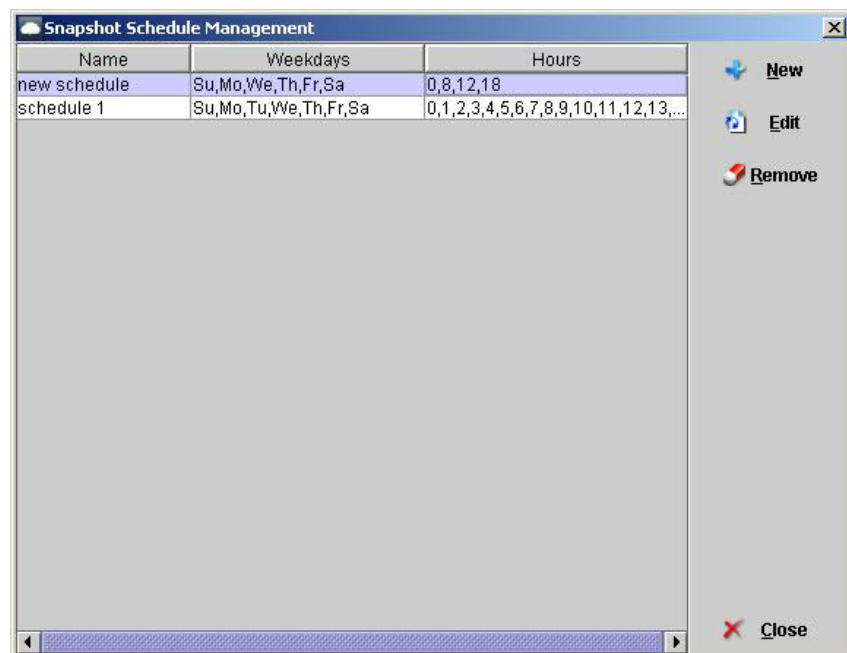 Snapshot Schedule Management
Name Weekdays Hours
new schedule Su,Mo,We,Th,Fr,Sa 0,8,12,18
schedule 1 Su,Mo,Tu,We,Th,Fr,Sa 0,1,2,3,4,5,6,7,8,9,10,11,12,13,...
New
Edit
Remove
Close